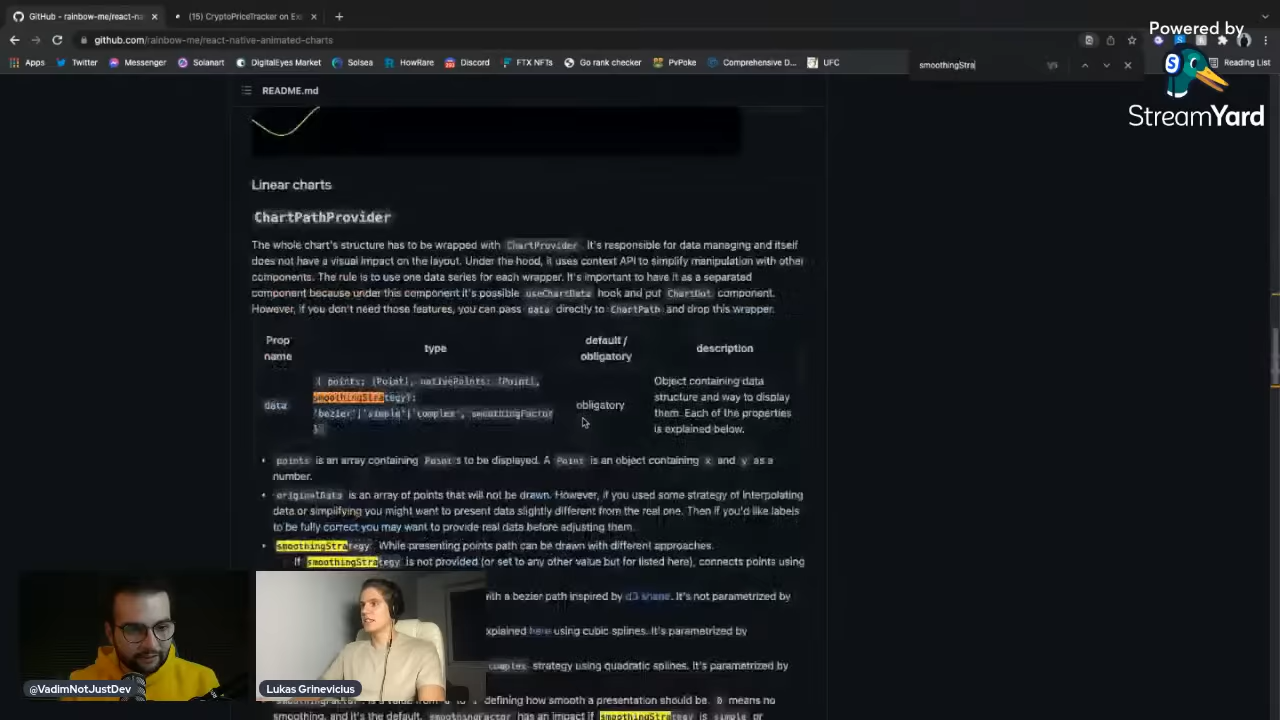 GitHub - rainbow-me/react-na
(15) CryptoPriceTracker on Ex
github.com/rainbow-me/react-native-animated-charts
Powered by
Apps
Twitter
Messenger
Solanart
DigitalEyes Market
Solsea
HowRare
Discord
FTX NFTs
Go rank checker
PvPoke
Comprehensive D...
UFC
smoothingStra
Reading List
StreamYard
README.md
Linear charts
ChartPathProvider
The whole chart's structure has to be wrapped with ChartProvider. It's responsible for data managing and itself
does not have a visual impact on the layout. Under the hood, it uses context API to simplify manipulation with other
components. The rule is to use one data series for each wrapper. It's important to have it as a separated
component because under this component it's possible useChartData hook and put ChartDot component.
However, if you don't need those features, you can pass data directly to ChartPath and drop this wrapper.
Prop name
type
default / obligatory
description
data
{ points: [Point], nativePoints: [Point],
smoothingStrategy:
'bezier'|'simple'|'complex', smoothingFactor
}
obligatory
Object containing data
structure and way to display
them. Each of the properties
is explained below.
• points is an array containing Point s to be displayed. A Point is an object containing x and y as a
number.
• originalData is an array of points that will not be drawn. However, if you used some strategy of interpolating
data or simplifying you might want to present data slightly different from the real one. Then if you'd like labels
to be fully correct you may want to provide real data before adjusting them.
• smoothingStrategy While presenting points path can be drawn with different approaches.
If smoothingStrategy is not provided (or set to any other value but for listed here), connects points using
with a bezier path inspired by d3 shape. It's not parametrized by
xplained here using cubic splines. It's parametrized by
complex strategy using quadratic splines. It's parametrized by
defining how smooth a presentation should be. 0 means no
smoothing, and it's the default. smoothingFactor has an impact if smoothingStrategy is simple or
@VadimNotJustDev
Lukas Grinevicius